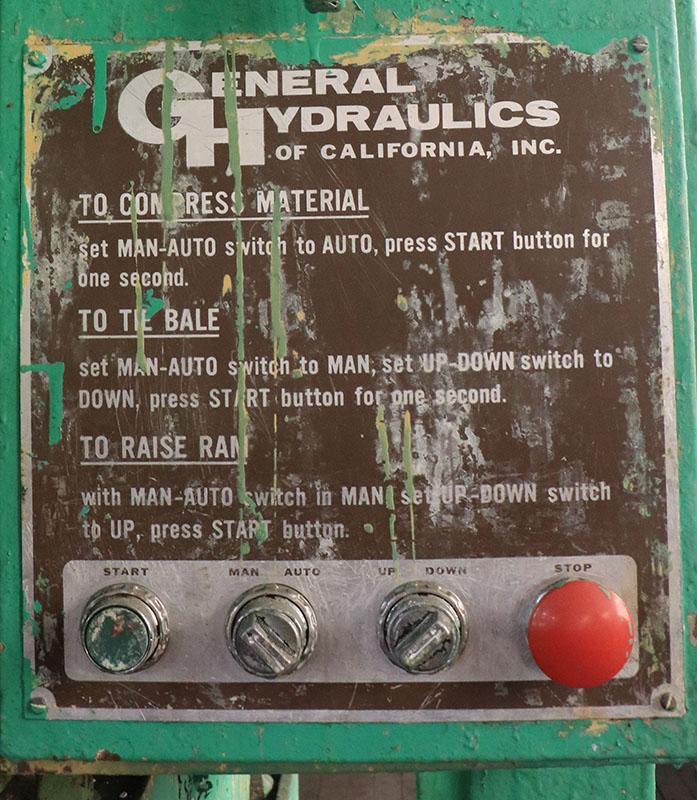 GENERAL
HYDRAULICS
OF CALIFORNIA, INC.
TO COMPRESS MATERIAL
set MAN-AUTO switch to AUTO, press START button for
one second.
TO TIE BALE
set MAN-AUTO switch to MAN, set UP-DOWN switch to
DOWN, press START button for one second.
TO RAISE RAM
with MAN-AUTO switch in MAN, set UP-DOWN switch
to UP, press START button.
START MAN AUTO UP DOWN STOP